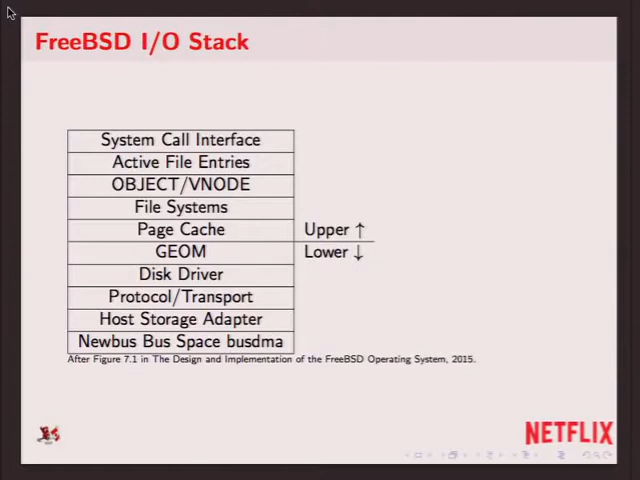 FreeBSD I/O Stack
System Call Interface
Active File Entries
OBJECT/VNODE
File Systems
Page Cache
Upper ↑
GEOM
Lower ↓
Disk Driver
Protocol/Transport
Host Storage Adapter
Newbus Bus Space busdma
After Figure 7.1 in The Design and Implementation of the FreeBSD Operating System, 2015.
NETFLIX